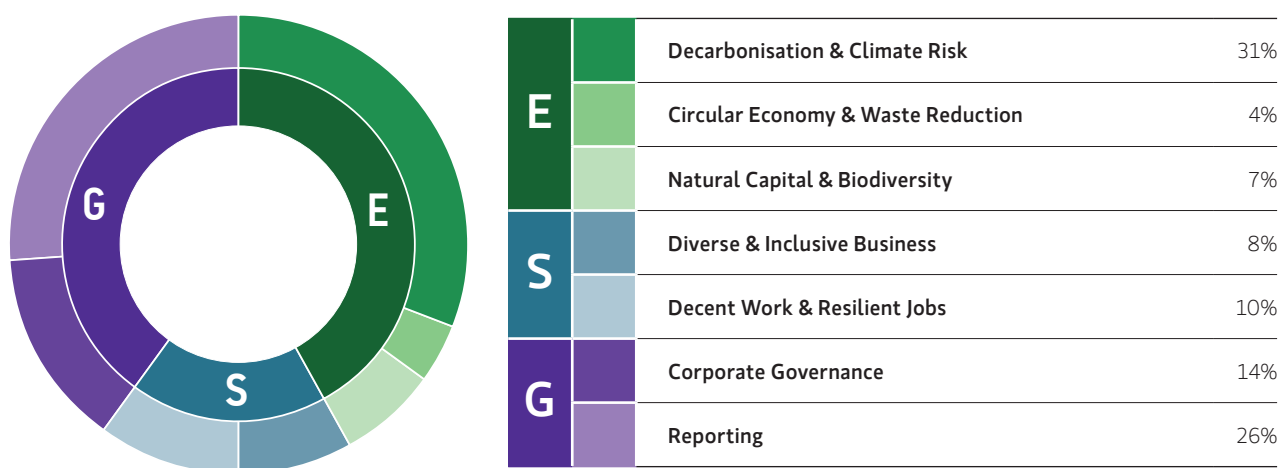 G
E
S
E
Decarbonisation & Climate Risk 31%
Circular Economy & Waste Reduction 4%
Natural Capital & Biodiversity 7%
S
Diverse & Inclusive Business 8%
Decent Work & Resilient Jobs 10%
G
Corporate Governance 14%
Reporting 26%